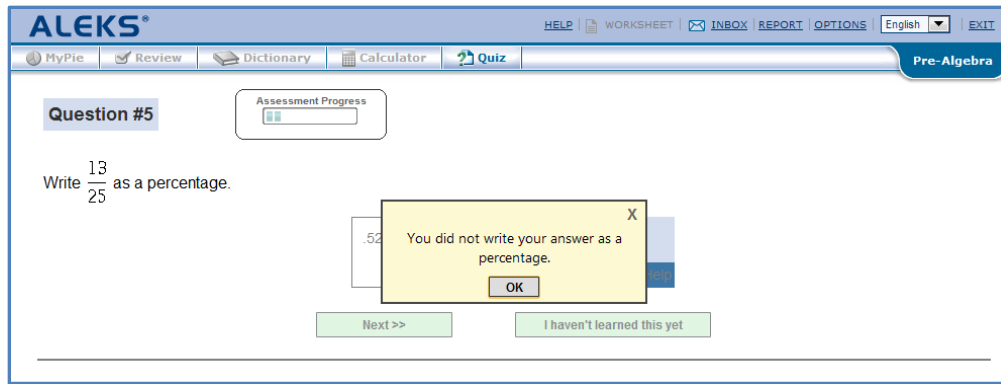 ALEKS®
HELP | WORKSHEET | INBOX | REPORT | OPTIONS | English | EXIT
MyPie Review Dictionary Calculator Quiz
Pre-Algebra
Question #5
Assessment Progress
Write 13/25 as a percentage.
.52
X
You did not write your answer as a
percentage.
Help
OK
Next >> I haven't learned this yet